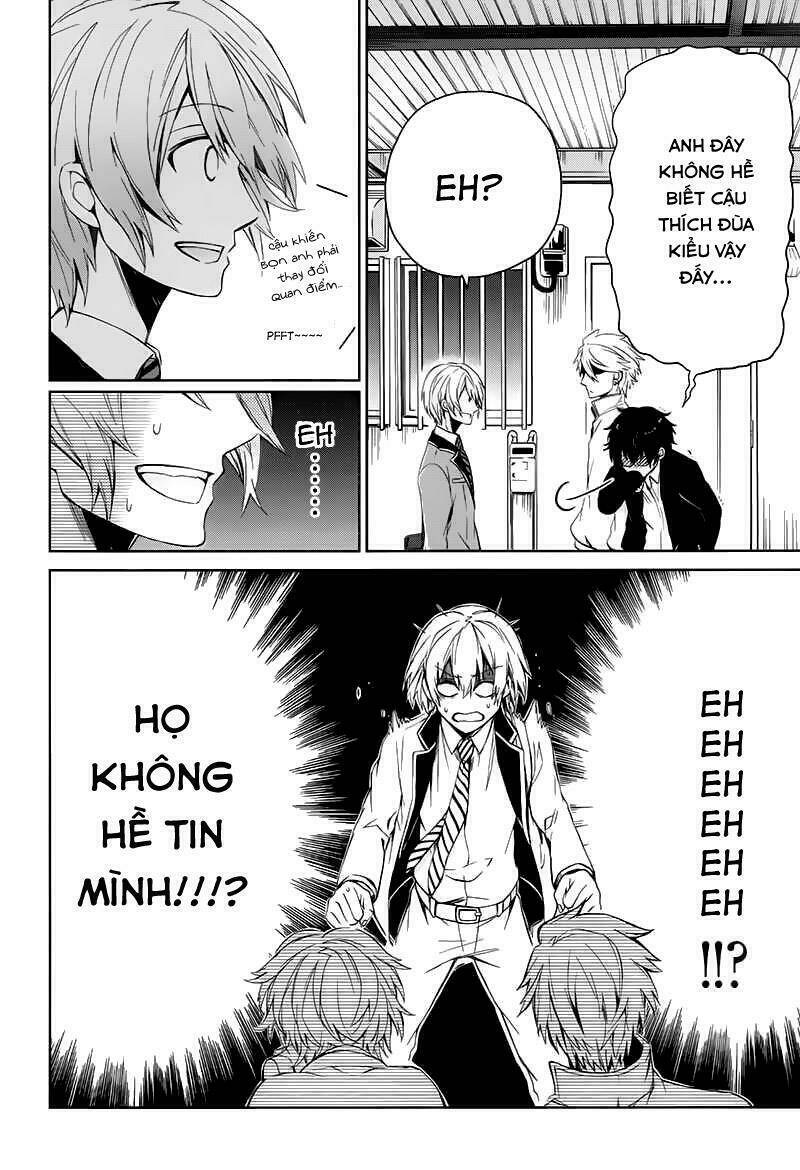 ANH ĐÂY
KHÔNG HỀ
BIẾT CẬU
THÍCH ĐÙA
KIỂU VẬY
ĐẤY...
EH?
CẬU KHIẾN
BỌN ANH PHẢI
THAY ĐỔI
QUAN ĐIỂM..
PFFT~~~~
EH
........
EH
EH
EH
EH
EH
EH
!!?
HỌ
KHÔNG
HỀ TIN
MÌNH!!!?